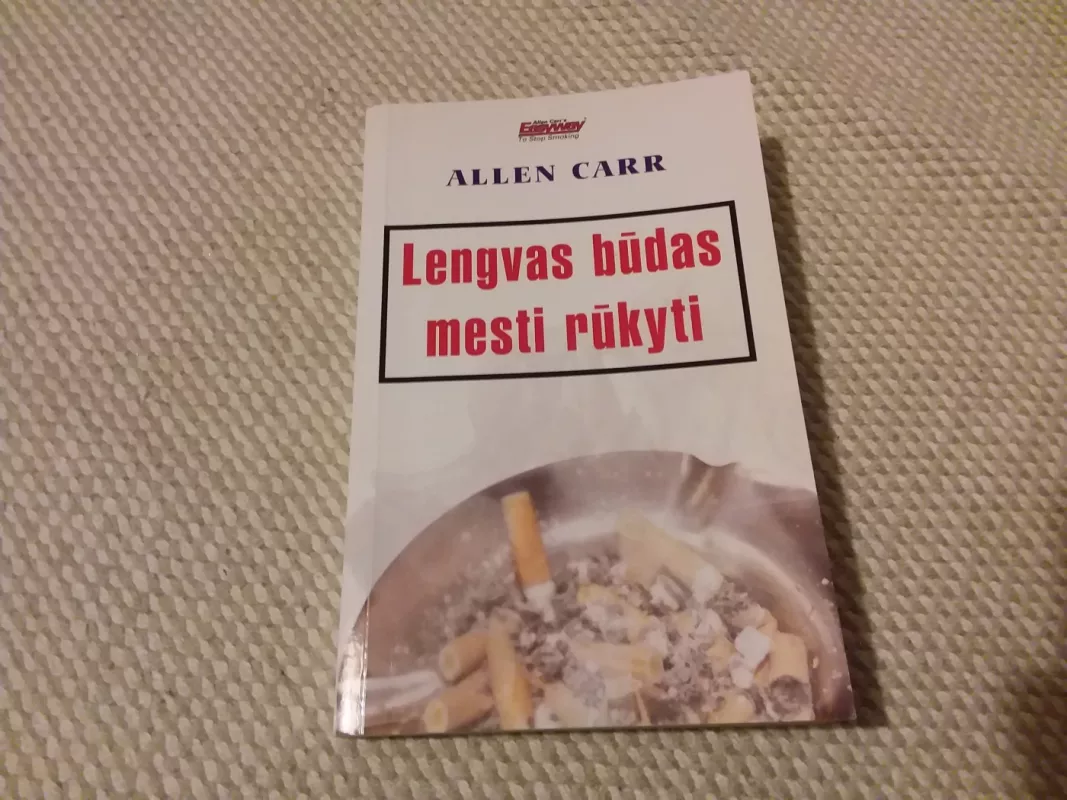 Allen Carr's
Easyway
To Stop Smoking
ALLEN CARR
Lengvas būdas
mesti rūkyti